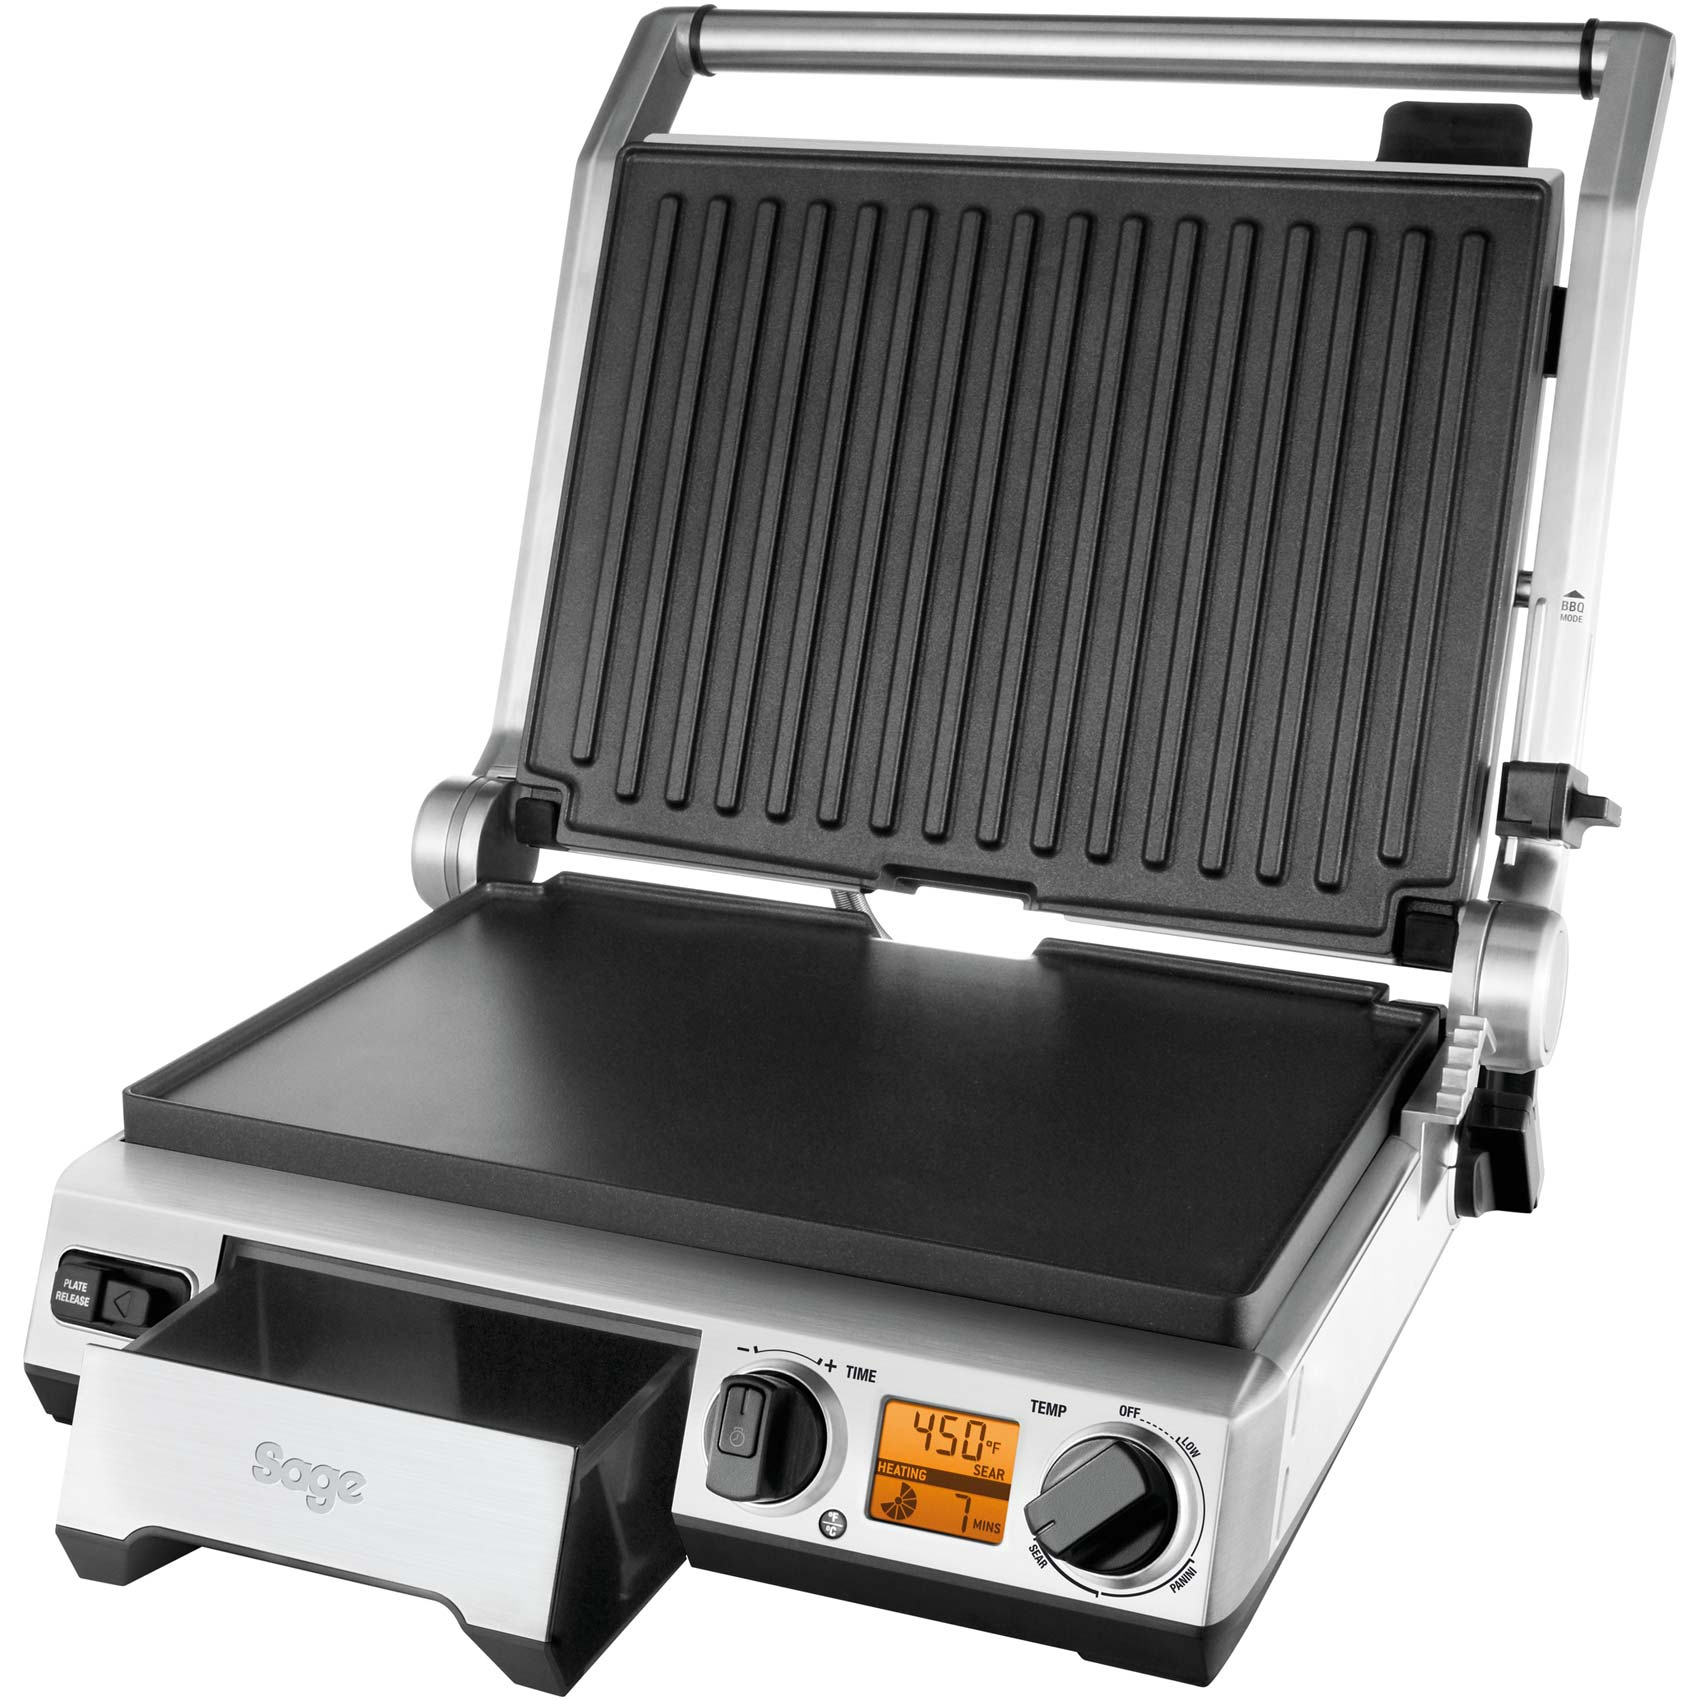 BBQ
MODE
PLATE
RELEASE
Sage
– + TIME
450°F
SEAR
HEATING
7 MINS
°F
°C
TEMP
OFF
LOW
PANINI
SEAR